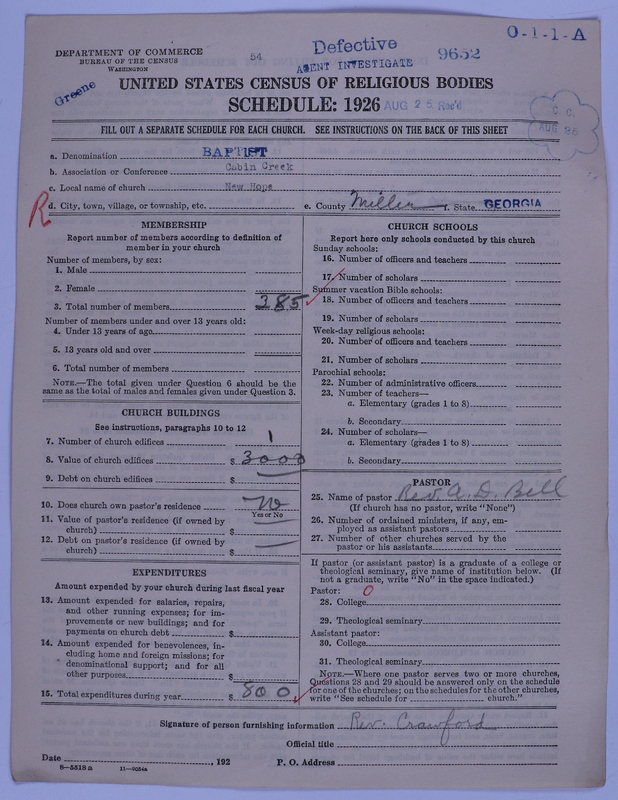 O-1-1-A
DEPARTMENT OF COMMERCE
BUREAU OF THE CENSUS
WASHINGTON
54
Defective
AGENT INVESTIGATE
9652
Greene
UNITED STATES CENSUS OF RELIGIOUS BODIES
SCHEDULE: 1926
AUG 25 Rec'd
C. C.
AUG 26
FILL OUT A SEPARATE SCHEDULE FOR EACH CHURCH. SEE INSTRUCTIONS ON THE BACK OF THIS SHEET
a. Denomination BAPTIST
b. Association or Conference Cabin Creek
c. Local name of church New Hope
R
d. City, town, village, or township, etc. e. County Miller f. State GEORGIA
MEMBERSHIP
Report number of members according to definition of
member in your church
Number of members, by sex:
1. Male
2. Female
3. Total number of members 285
Number of members under and over 13 years old:
4. Under 13 years of age
5. 13 years old and over
6. Total number of members
NOTE.—The total given under Question 6 should be the
same as the total of males and females given under Question 3.
CHURCH BUILDINGS
See instructions, paragraphs 10 to 12
7. Number of church edifices 1
8. Value of church edifices $ 3000
9. Debt on church edifices $
10. Does church own pastor's residence No
Yes or No
11. Value of pastor's residence (if owned by
church) $
12. Debt on pastor's residence (if owned by
church) $
EXPENDITURES
Amount expended by church during last fiscal year
13. Amount expended for salaries, repairs,
and other running expenses; for im-
provements or new buildings; and for
payments on church debt $
14. Amount expended for benevolences, in-
cluding home and foreign missions; for
denominational support; and for all
other purposes $
15. Total expenditures during year $ 800
CHURCH SCHOOLS
Report here only schools conducted by this church
Sunday schools:
16. Number of officers and teachers
17. Number of scholars
Summer vacation Bible schools:
18. Number of officers and teachers
19. Number of scholars
Week-day religious schools:
20. Number of officers and teachers
21. Number of scholars
Parochial schools:
22. Number of administrative officers
23. Number of teachers—
a. Elementary (grades 1 to 8)
b. Secondary
24. Number of scholars—
a. Elementary (grades 1 to 8)
b. Secondary
PASTOR
25. Name of pastor Rev. A. D. Bell
(If church has no pastor, write "None")
26. Number of ordained ministers, if any, em-
ployed as assistant pastors
27. Number of other churches served by the
pastor or his assistants
If pastor (or assistant pastor) is a graduate of a college or
theological seminary, give name of institution below. (If
not a graduate, write "No" in the space indicated.)
Pastor: 0
28. College
29. Theological seminary
Assistant pastor:
30. College
31. Theological seminary
NOTE.—Where one pastor serves two or more churches,
Questions 28 and 29 should be answered only on the schedule
for one of the churches; on the schedules for the other churches,
write "See schedule for church."
Signature of person furnishing information Rev. Crawford
Official title
Date , 192 P. O. Address
8-5518a 11-9034a